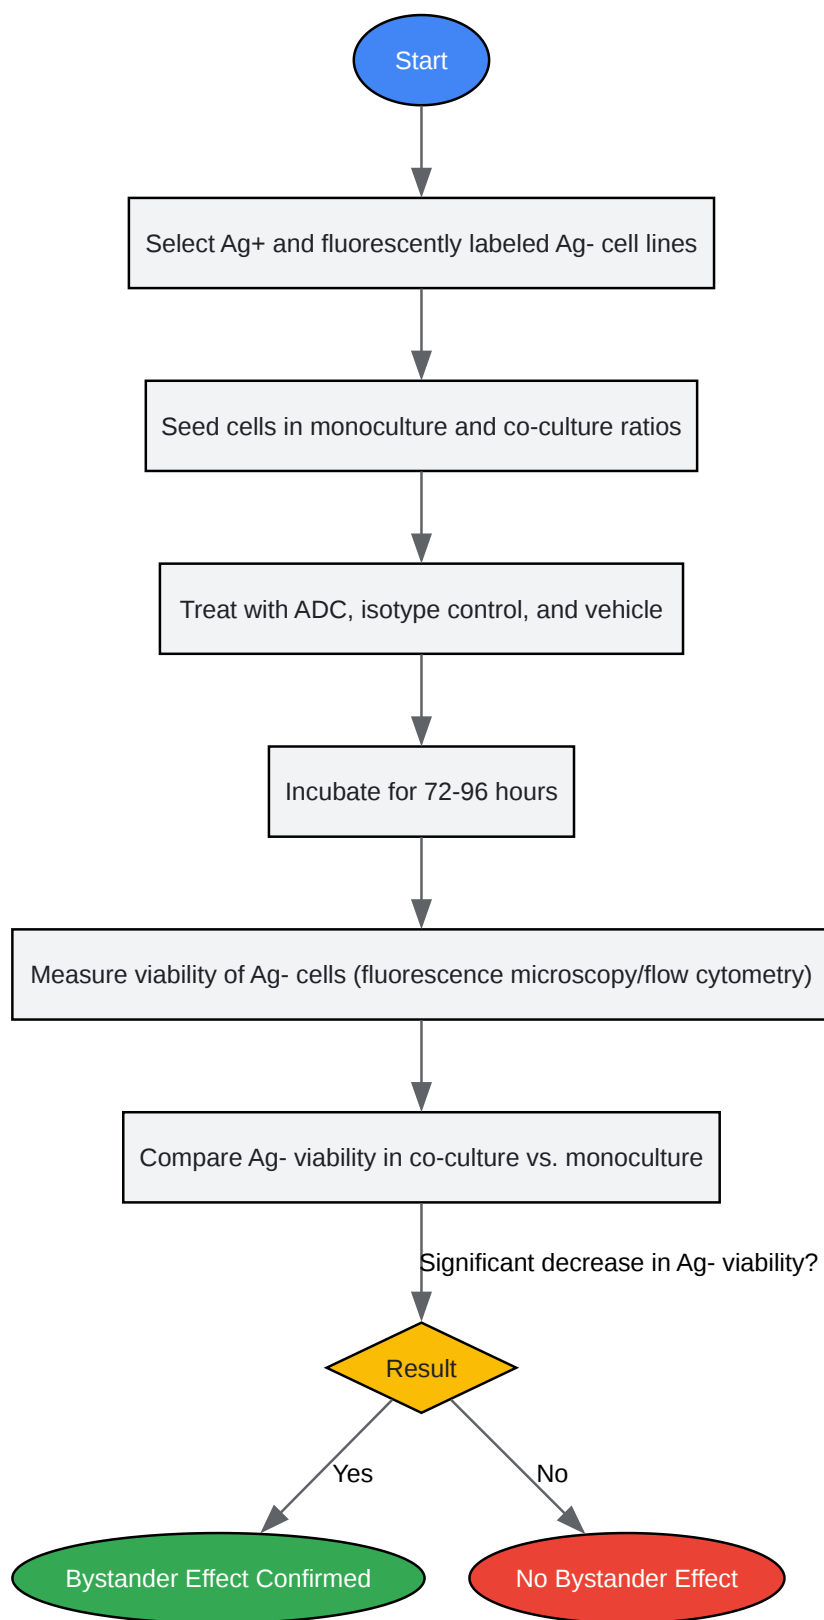 Start
Select Ag+ and fluorescently labeled Ag- cell lines
Seed cells in monoculture and co-culture ratios
Treat with ADC, isotype control, and vehicle
Incubate for 72-96 hours
Measure viability of Ag- cells (fluorescence microscopy/flow cytometry)
Compare Ag- viability in co-culture vs. monoculture
Significant decrease in Ag- viability?
Result
Yes
No
Bystander Effect Confirmed
No Bystander Effect